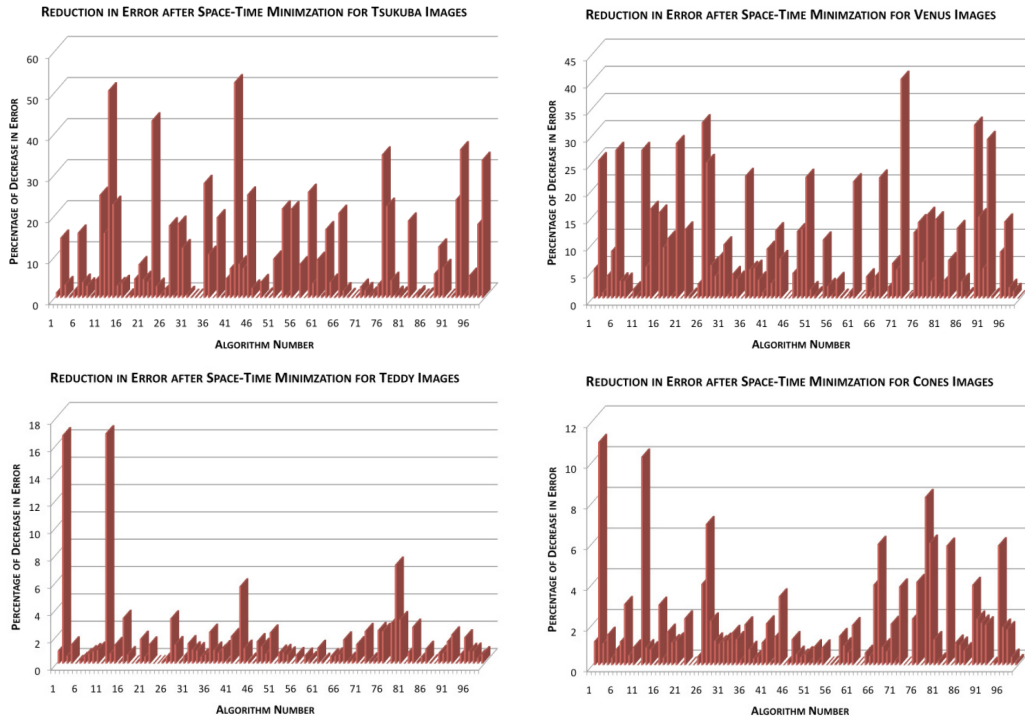 REDUCTION IN ERROR AFTER SPACE-TIME MINIMZATION FOR TSUKUBA IMAGES
PERCENTAGE OF DECREASE IN ERROR
60
50
40
30
20
10
0
1 6 11 16 21 26 31 36 41 46 51 56 61 66 71 76 81 86 91 96
ALGORITHM NUMBER
REDUCTION IN ERROR AFTER SPACE-TIME MINIMZATION FOR VENUS IMAGES
PERCENTAGE OF DECREASE IN ERROR
45
40
35
30
25
20
15
10
5
0
1 6 11 16 21 26 31 36 41 46 51 56 61 66 71 76 81 86 91 96
ALGORITHM NUMBER
REDUCTION IN ERROR AFTER SPACE-TIME MINIMZATION FOR TEDDY IMAGES
PERCENTAGE OF DECREASE IN ERROR
18
16
14
12
10
8
6
4
2
0
1 6 11 16 21 26 31 36 41 46 51 56 61 66 71 76 81 86 91 96
ALGORITHM NUMBER
REDUCTION IN ERROR AFTER SPACE-TIME MINIMZATION FOR CONES IMAGES
PERCENTAGE OF DECREASE IN ERROR
12
10
8
6
4
2
0
1 6 11 16 21 26 31 36 41 46 51 56 61 66 71 76 81 86 91 96
ALGORITHM NUMBER